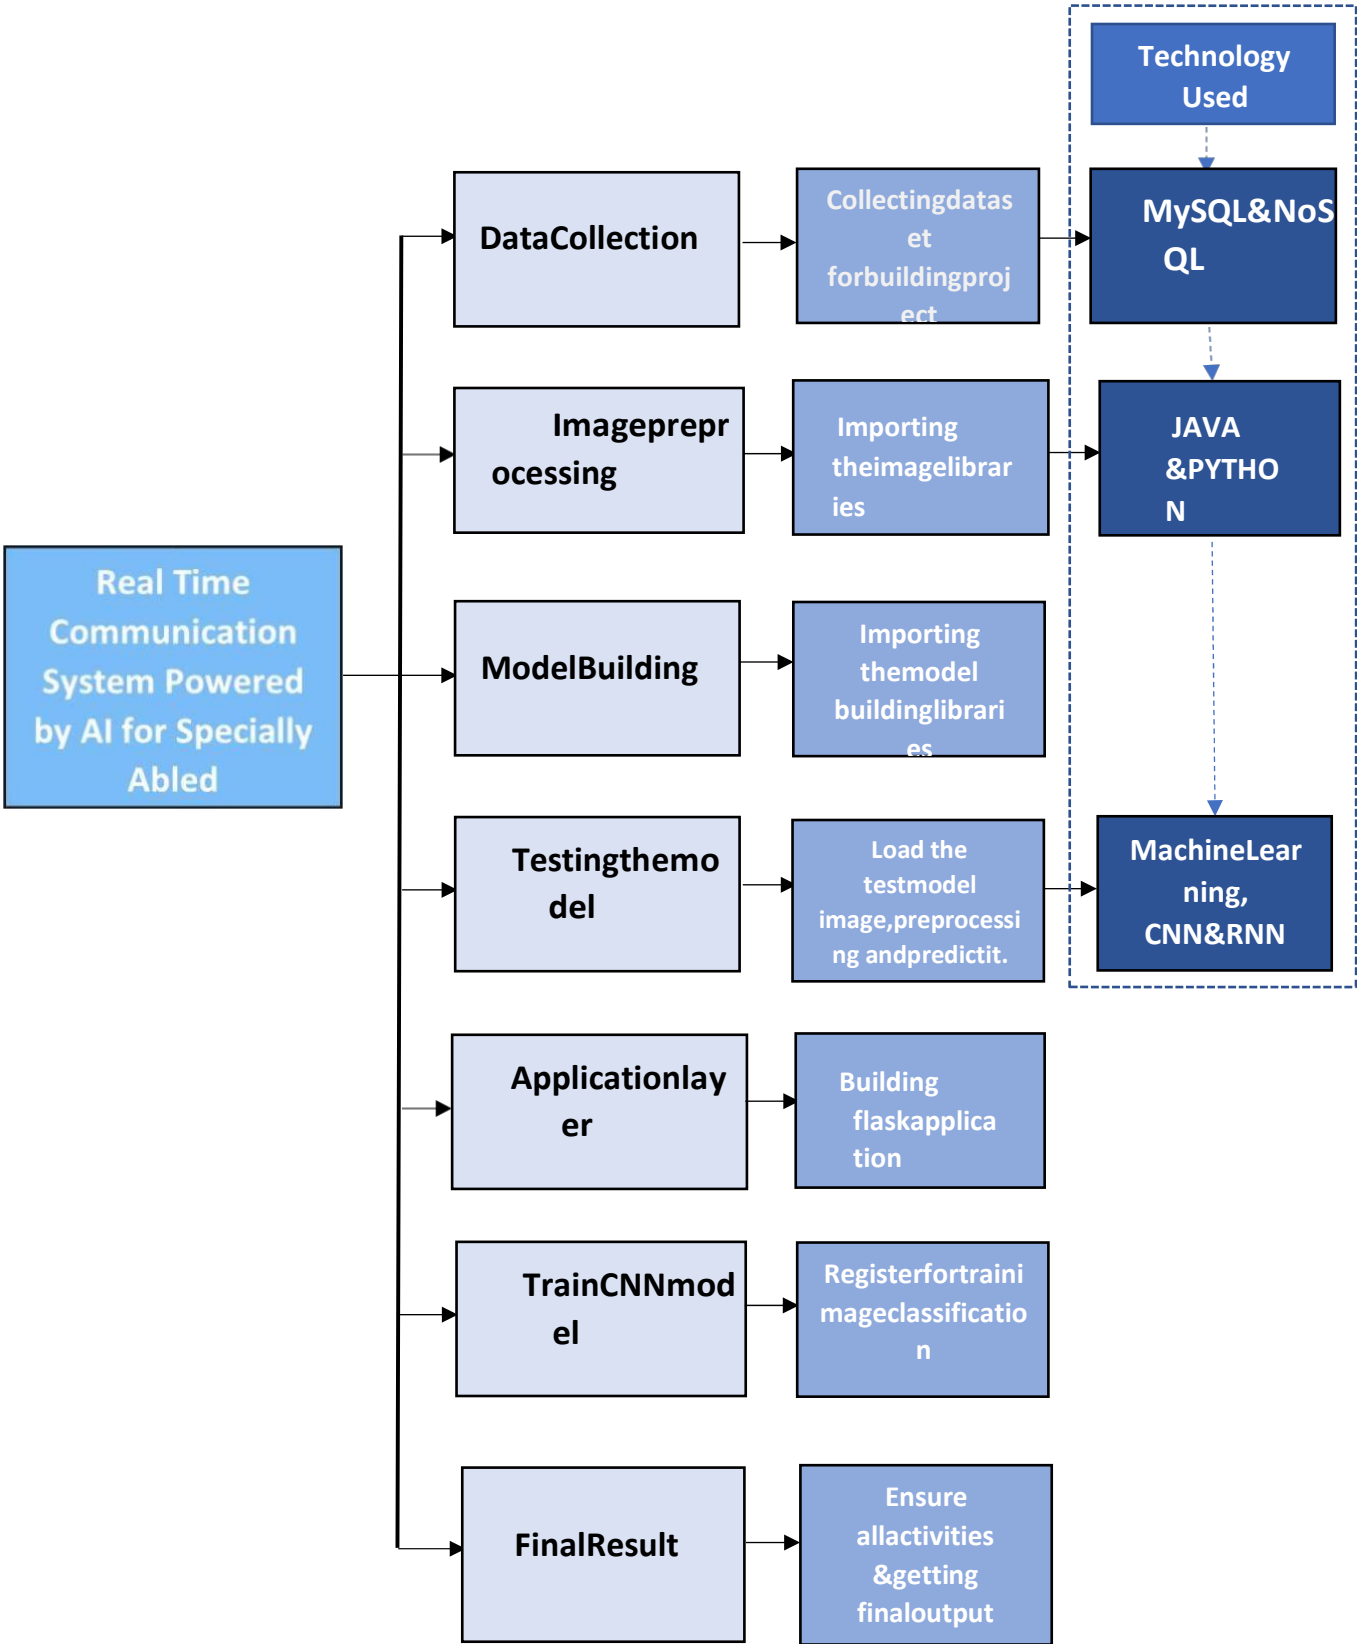 Technology
Used
DataCollection
Collectingdatas
et
forbuildingproj
ect
MySQL&NoS
QL
Imageprepr
ocessing
Importing
theimagelibrar
ies
JAVA
&PYTHO
N
Real Time
Communication
System Powered
by AI for Specially
Abled
ModelBuilding
Importing
themodel
buildinglibrari
es
Testingthemo
del
Load the
testmodel
image,preprocessi
ng andpredictit.
MachineLear
ning,
CNN&RNN
Applicationlay
er
Building
flaskapplica
tion
TrainCNNmod
el
Registerfortraini
mageclassificatio
n
FinalResult
Ensure
allactivities
&getting
finaloutput